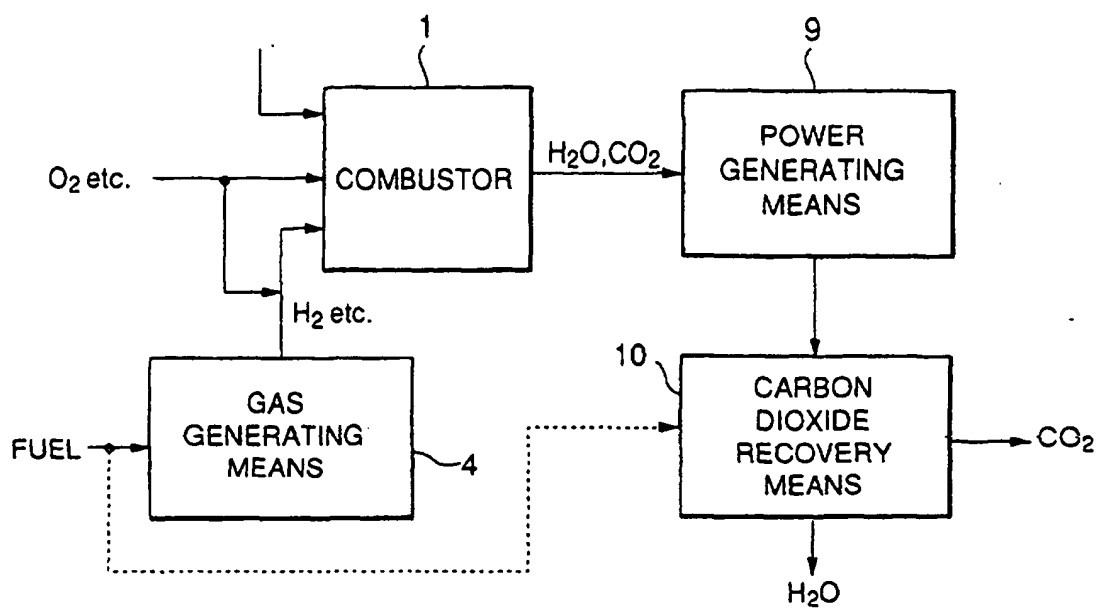 1
9
COMBUSTOR
POWER
GENERATING
MEANS
O₂ etc.
H₂O,CO₂
H₂ etc.
10
GAS
GENERATING
MEANS
FUEL
4
CARBON
DIOXIDE
RECOVERY
MEANS
CO₂
H₂O